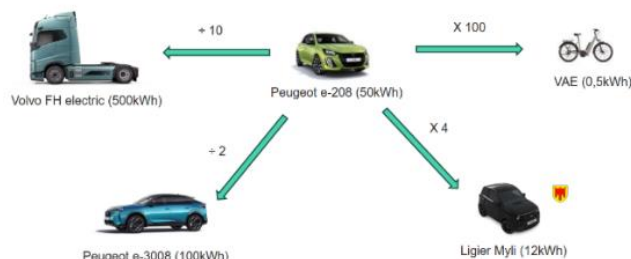 ÷ 10
X 100
Volvo FH electric (500kWh)
Peugeot e-208 (50kWh)
VAE (0,5kWh)
÷ 2
X 4
Peugeot e-3008 (100kWh)
Ligier Myli (12kWh)